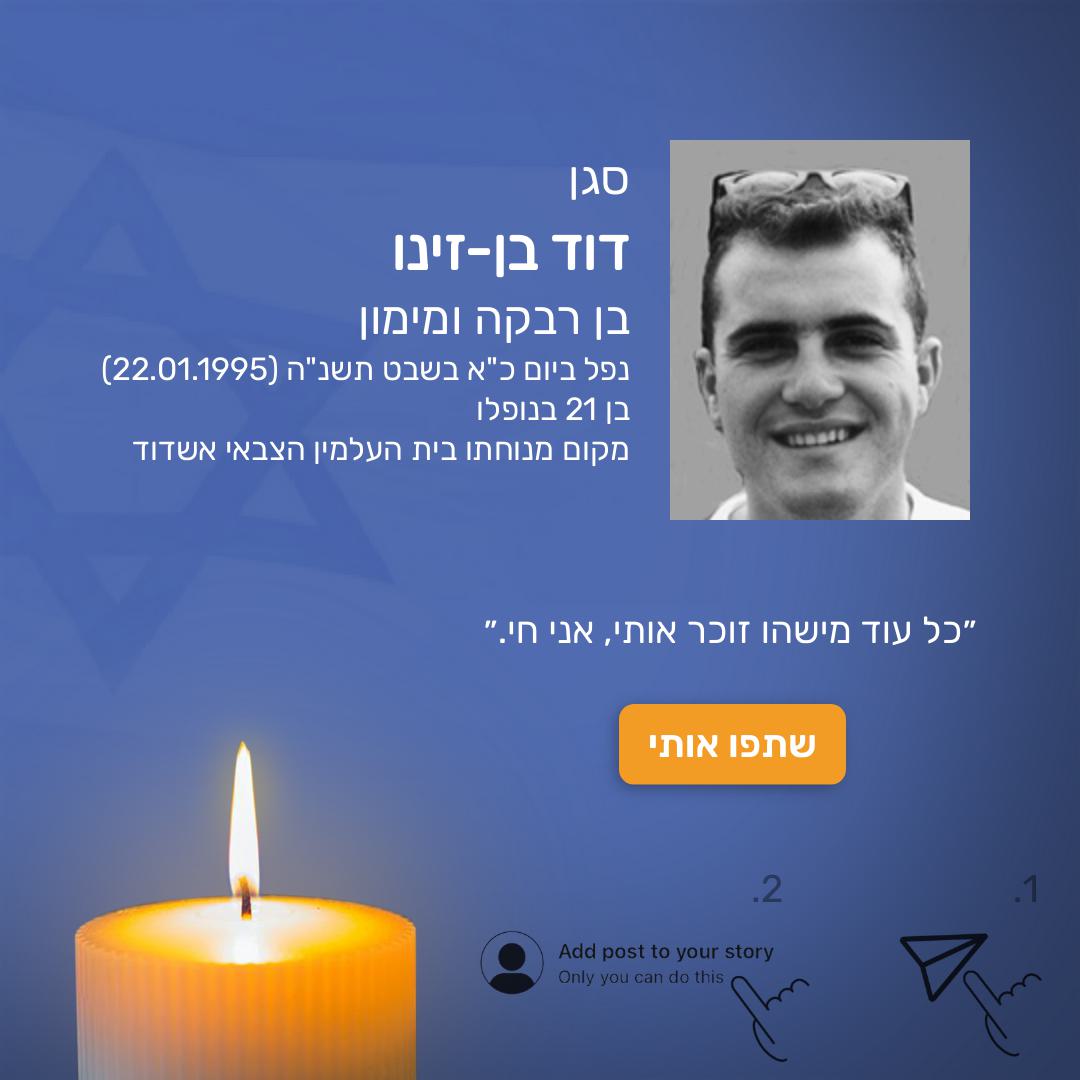 סגן
דוד בן-זינו
בן רבקה ומימון
נפל ביום כ"א בשבט תשנ"ה (22.01.1995)
בן 21 בנופלו
מקום מנוחתו בית העלמין הצבאי אשדוד
״כל עוד מישהו זוכר אותי, אני חי.״
שתפו אותי
.1
.2
Add post to your story
Only you can do this